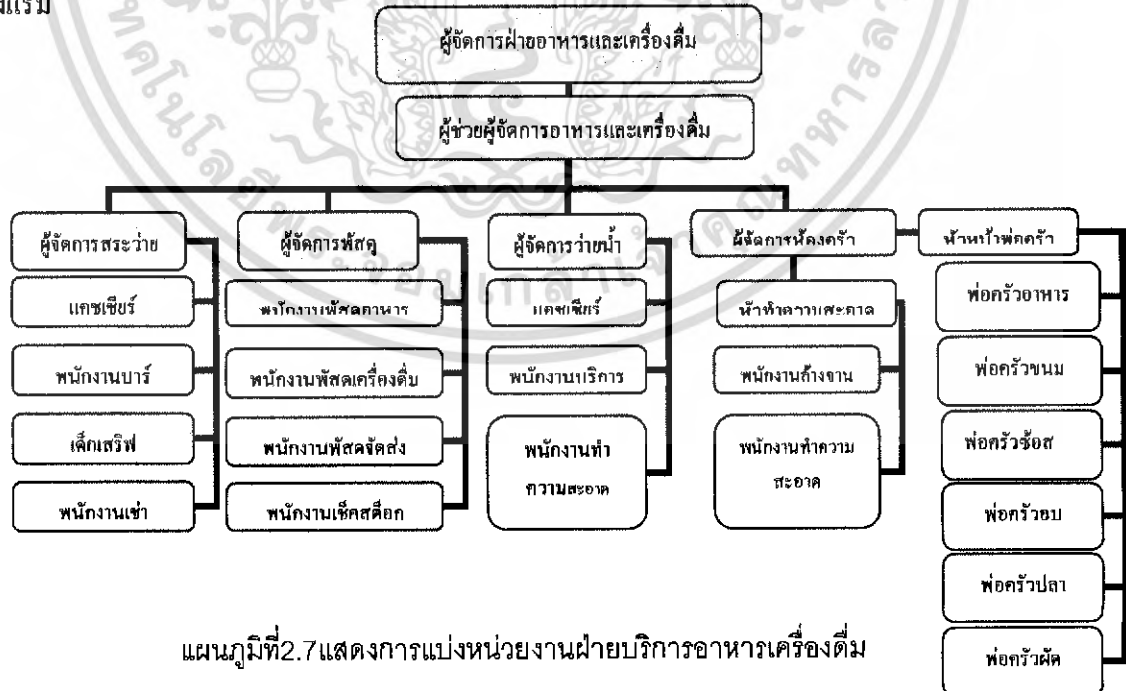 ผู้จัดการฝ่ายอาหารและเครื่องดื่ม
ผู้ช่วยผู้จัดการอาหารและเครื่องดื่ม
ผู้จัดการสระว่าย
แคชเชียร์
พนักงานบาร์
เด็กเสริฟ
พนักงานเช่า
ผู้จัดการพัสดุ
พนักงานพัสดอาหาร
พนักงานพัสดเครื่องดื่ม
พนักงานพัสดจัดส่ง
พนักงานเช็คสต๊อก
ผู้จัดการว่ายน้ำ
แคชเชียร์
พนักงานบริการ
พนักงานทำ
ความสะอาด
ผู้จัดการห้องครัว
หัวทำความสะอาด
พนักงานล้างจาน
พนักงานทำความ
สะอาด
หัวหน้าพ่อครัว
พ่อครัวอาหาร
พ่อครัวขนม
พ่อครัวซ้อส
พ่อครัวอบ
พ่อครัวปลา
พ่อครัวผัด
แผนภูมิที่2.7แสดงการแบ่งหน่วยงานฝ่ายบริการอาหารเครื่องดื่ม